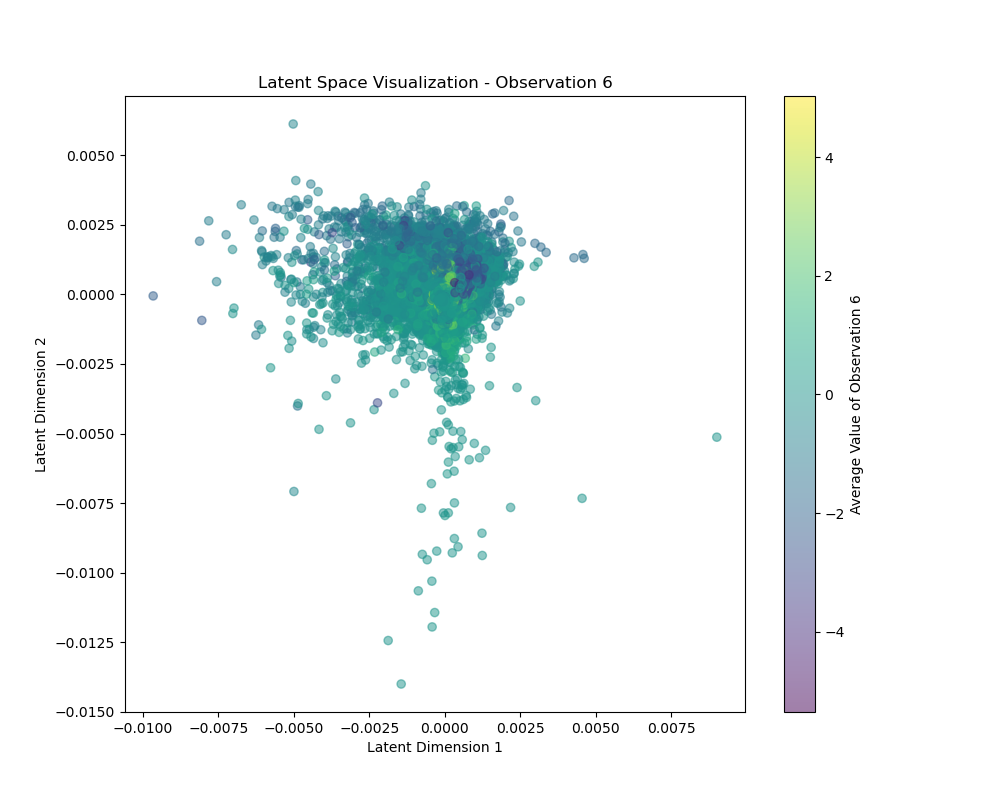 Latent Space Visualization - Observation 6
Latent Dimension 2
0.0050
0.0025
0.0000
−0.0025
−0.0050
−0.0075
−0.0100
−0.0125
−0.0150
−0.0100 −0.0075 −0.0050 −0.0025 0.0000 0.0025 0.0050 0.0075
Latent Dimension 1
4
2
0
−2
−4
Average Value of Observation 6